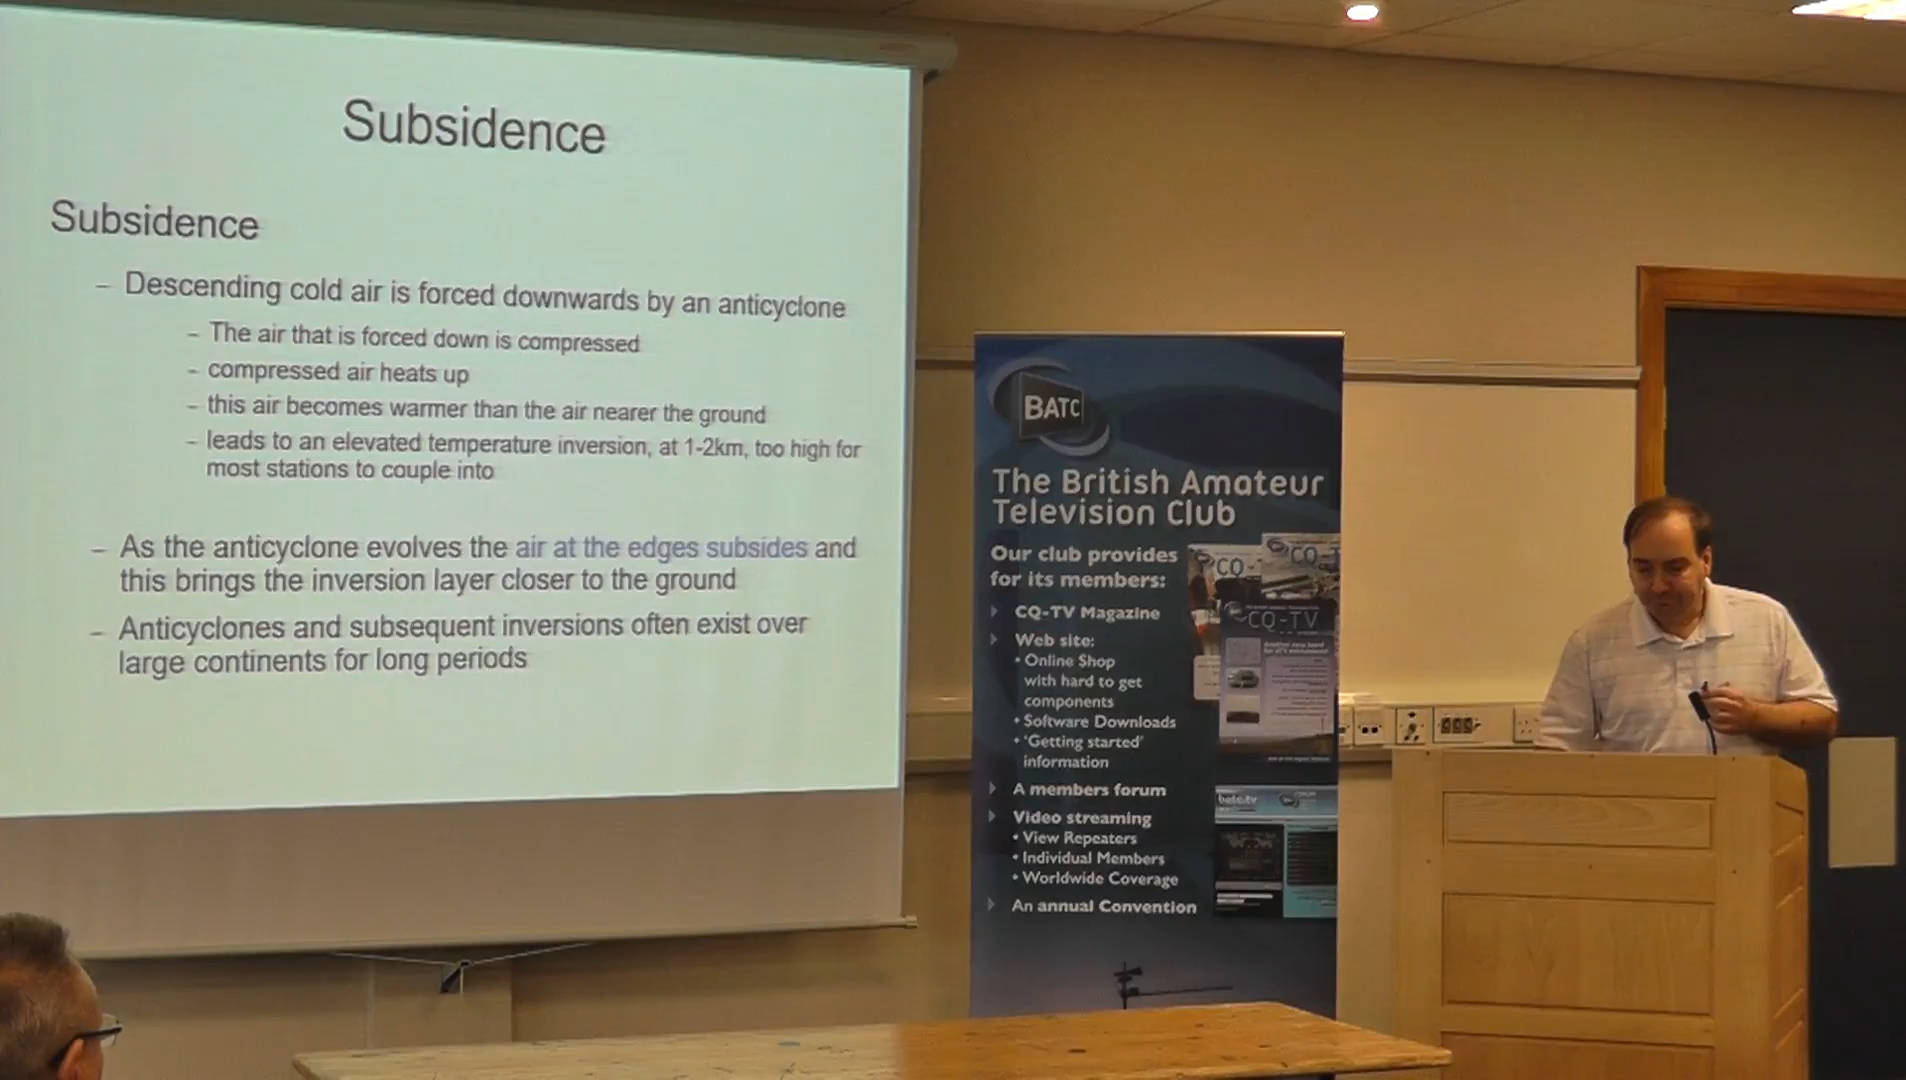 Subsidence
Subsidence
– Descending cold air is forced downwards by an anticyclone
– The air that is forced down is compressed
– compressed air heats up
– this air becomes warmer than the air nearer the ground
– leads to an elevated temperature inversion, at 1-2km, too high for
most stations to couple into
– As the anticyclone evolves the air at the edges subsides and
this brings the inversion layer closer to the ground
– Anticyclones and subsequent inversions often exist over
large continents for long periods
BATC
The British Amateur
Television Club
Our club provides
for its members:
CQ-TV Magazine
Web site:
• Online Shop
with hard to get
components
• Software Downloads
• 'Getting started'
information
A members forum
Video streaming
• View Repeaters
• Individual Members
• Worldwide Coverage
An annual Convention
CQ-
CQ-T
CQ-TV
batc.tv